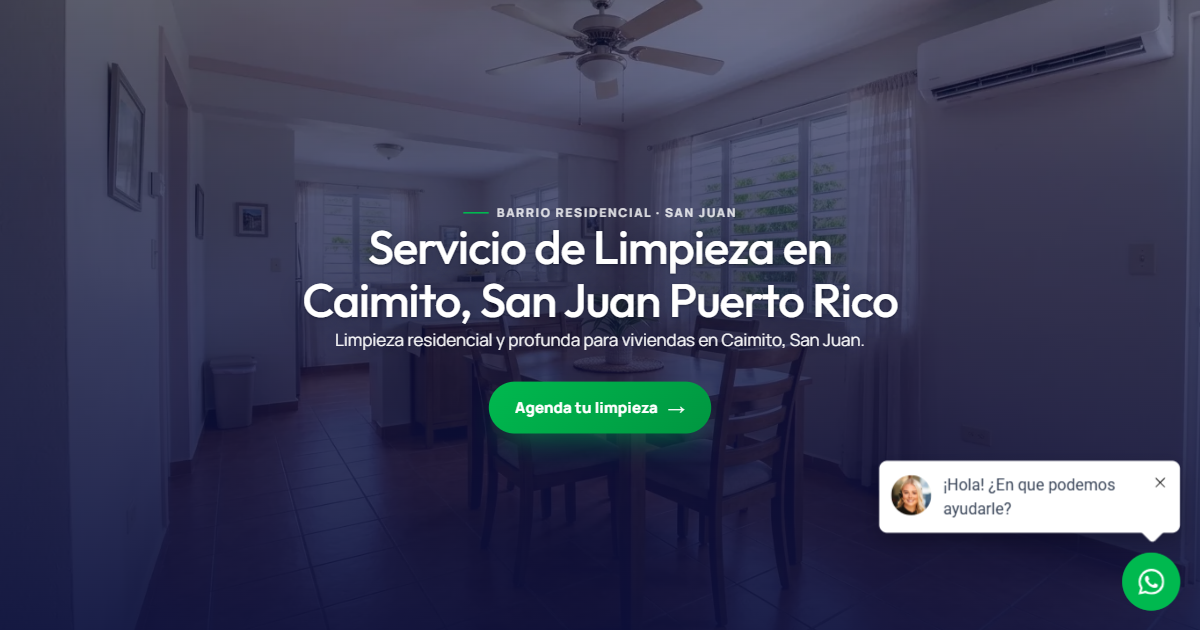 BARRIO RESIDENCIAL · SAN JUAN
Servicio de Limpieza en
Caimito, San Juan Puerto Rico
Limpieza residencial y profunda para viviendas en Caimito, San Juan.
Agenda tu limpieza →
¡Hola! ¿En que podemos
ayudarle?